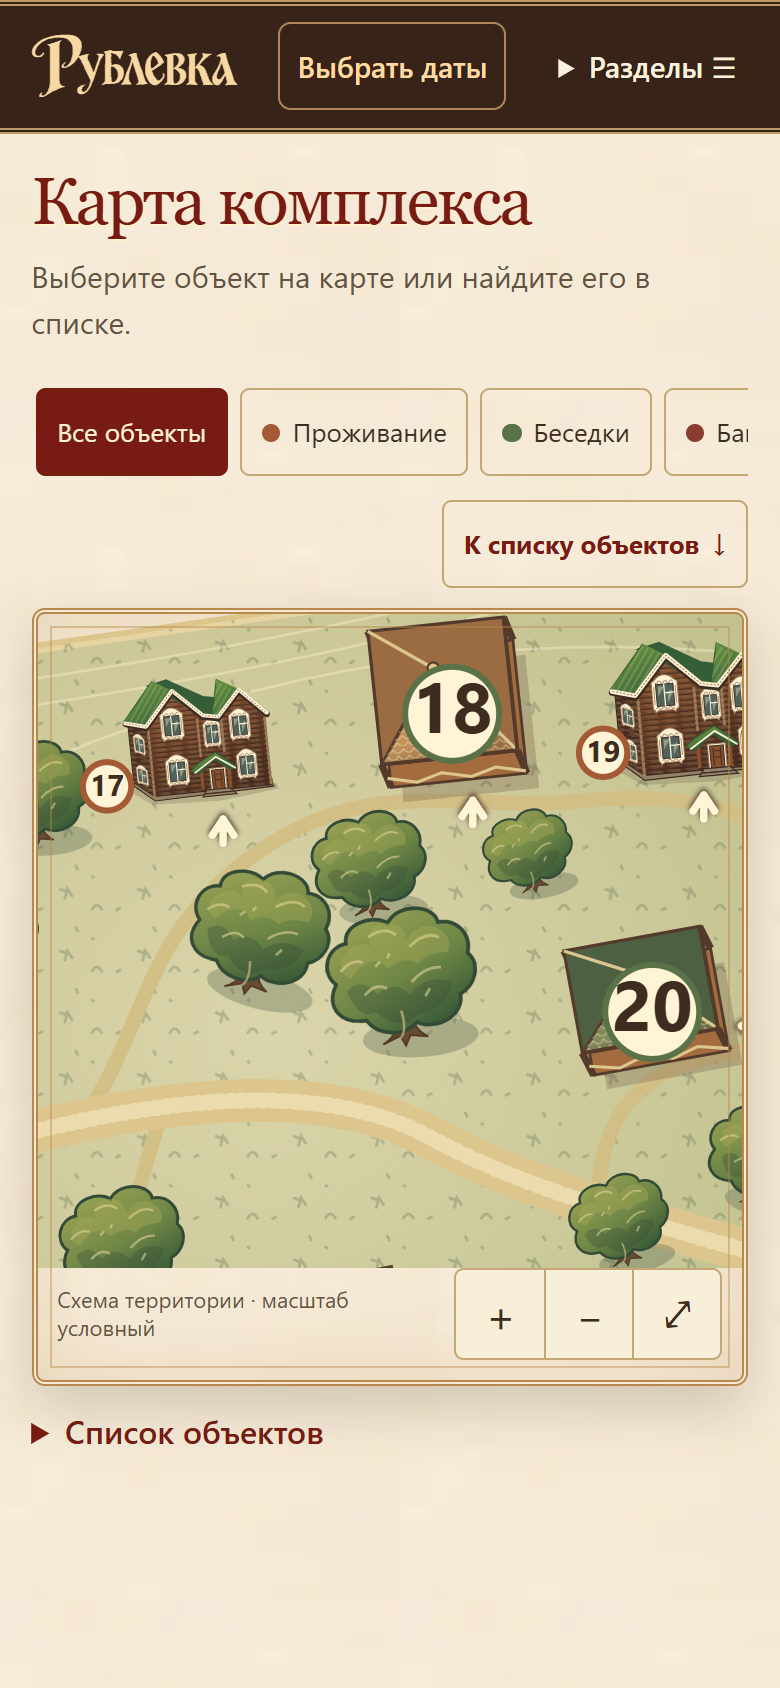 Рублевка
Выбрать даты
Разделы
Карта комплекса
Выберите объект на карте или найдите его в
списке.
Все объекты
Проживание
Беседки
К списку объектов ↓
18
19
17
20
Схема территории · масштаб
условный
+
−
Список объектов